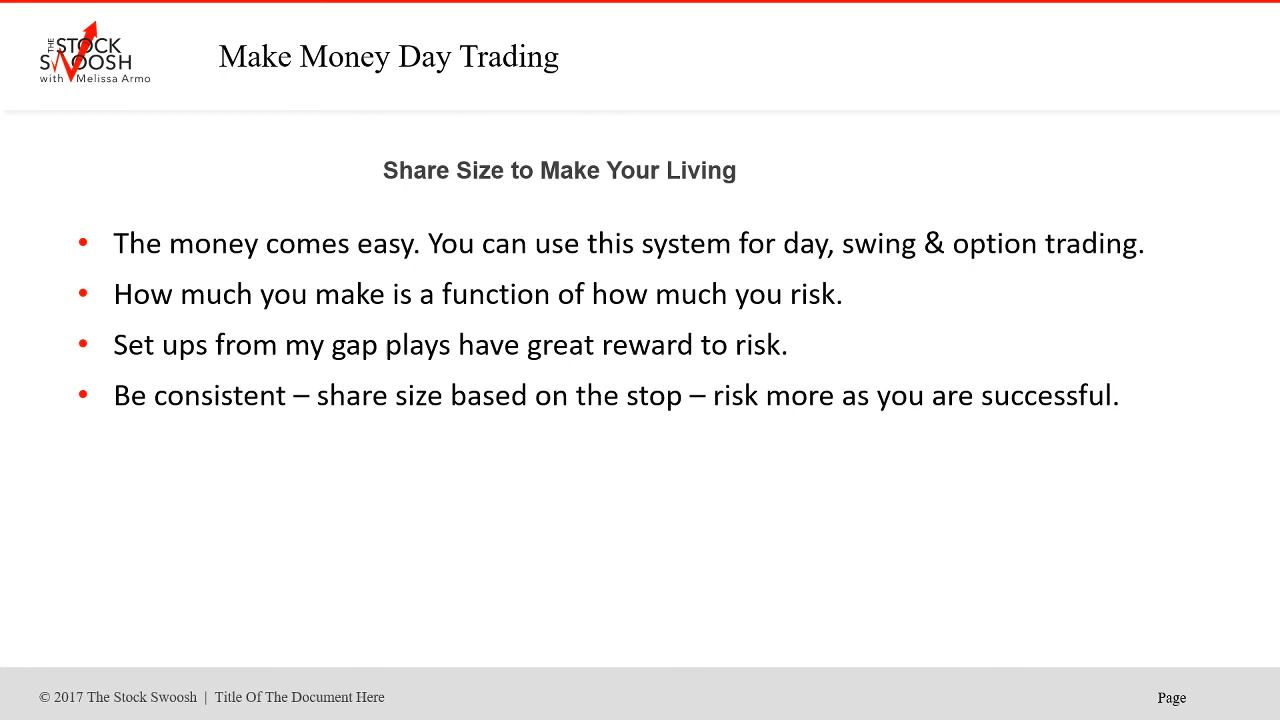 THE STOCK
SWOOSH
with Melissa Armo
Make Money Day Trading
Share Size to Make Your Living
• The money comes easy. You can use this system for day, swing & option trading.
• How much you make is a function of how much you risk.
• Set ups from my gap plays have great reward to risk.
• Be consistent – share size based on the stop – risk more as you are successful.
© 2017 The Stock Swoosh | Title Of The Document Here
Page